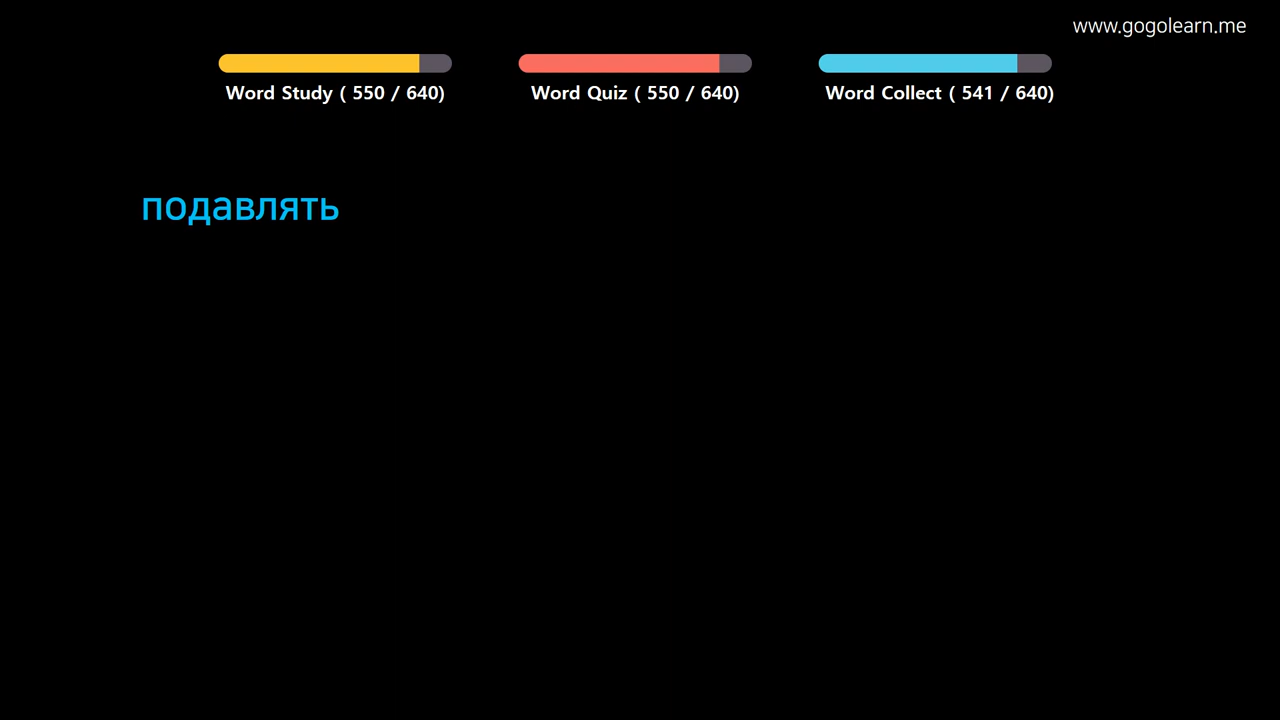 www.gogolearn.me
Word Study ( 550 / 640)
Word Quiz ( 550 / 640)
Word Collect ( 541 / 640)
подавлять